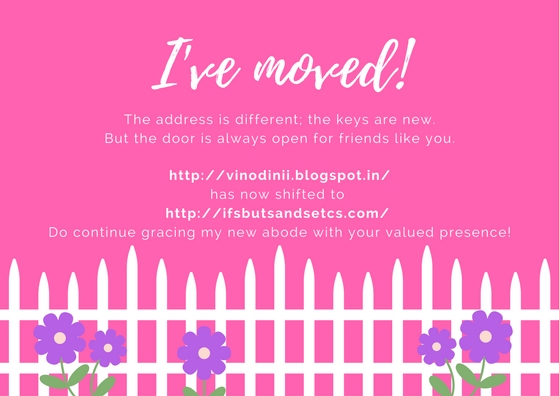 I've moved!
The address is different; the keys are new.
But the door is always open for friends like you.
http://vinodinii.blogspot.in/
has now shifted to
http://ifsbutsandsetcs.com/
Do continue gracing my new abode with your valued presence!